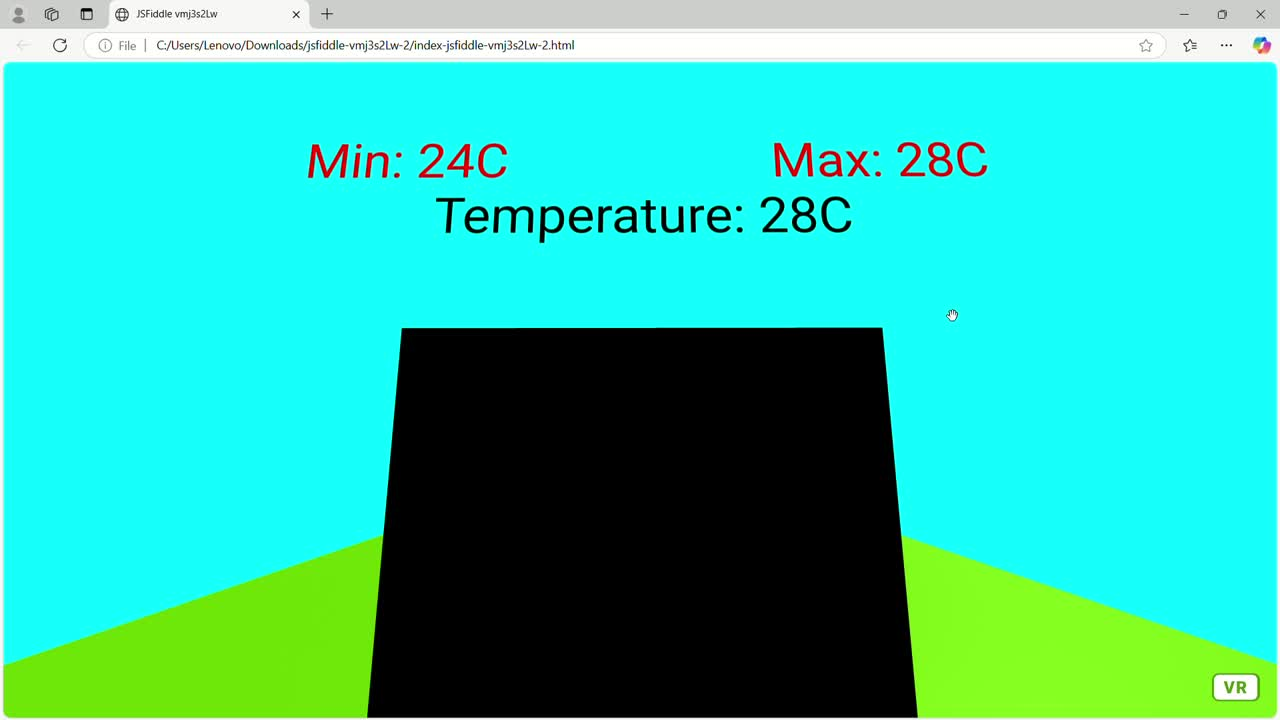 JSFiddle vmj3s2Lw
File
C:/Users/Lenovo/Downloads/jsfiddle-vmj3s2Lw-2/index-jsfiddle-vmj3s2Lw-2.html
Min: 24C
Max: 28C
Temperature: 28C
VR